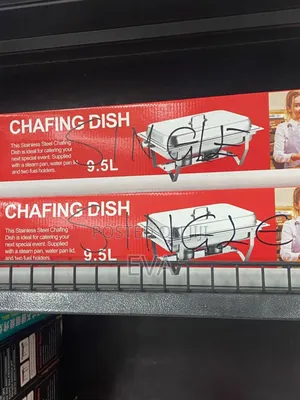 CHAFING DISH
SINGLE
This Stainless Steel Chafing
Dish is ideal for catering your
next special event. Supplied
with a steam pan, water pan lid,
and two fuel holders.
9.5L
CHAFING DISH
SINGLE
This Stainless Steel Chafing
Dish is ideal for catering your
next special event. Supplied
with a steam pan, water pan lid,
and two fuel holders.
9.5L
EVA